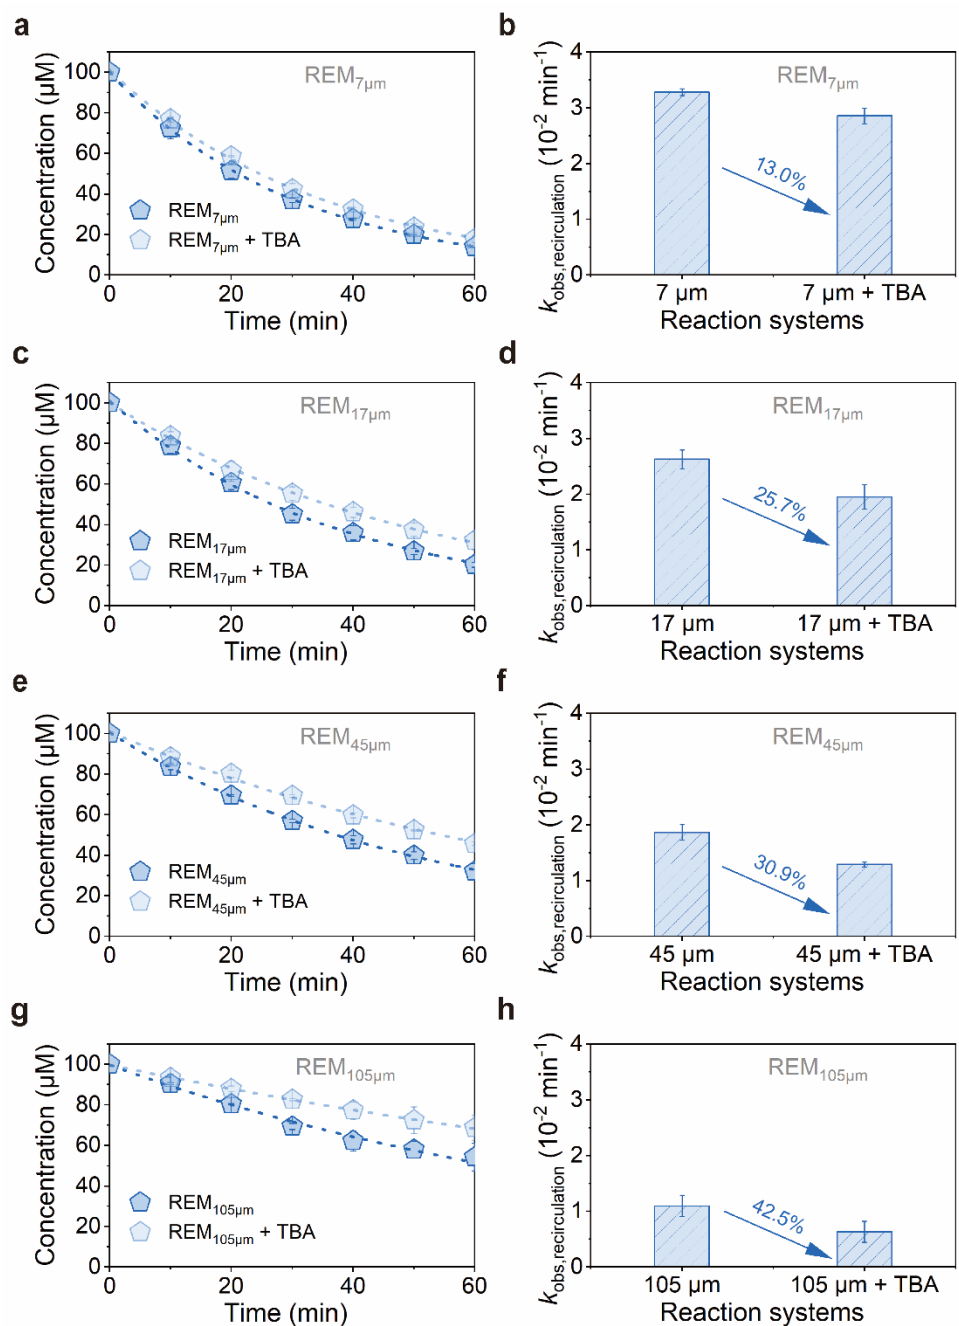 a
Concentration (µM)
100
80
60
40
20
0
REM7µm
REM7µm
REM7µm + TBA
0 20 40 60
Time (min)
b
kobs,recirculation (10-2 min-1)
4
3
2
1
0
REM7µm
13.0%
7 µm 7 µm + TBA
Reaction systems
c
Concentration (µM)
100
80
60
40
20
0
REM17µm
REM17µm
REM17µm + TBA
0 20 40 60
Time (min)
d
kobs,recirculation (10-2 min-1)
4
3
2
1
0
REM17µm
25.7%
17 µm 17 µm + TBA
Reaction systems
e
Concentration (µM)
100
80
60
40
20
0
REM45µm
REM45µm
REM45µm + TBA
0 20 40 60
Time (min)
f
kobs,recirculation (10-2 min-1)
4
3
2
1
0
REM45µm
30.9%
45 µm 45 µm + TBA
Reaction systems
g
Concentration (µM)
100
80
60
40
20
0
REM105µm
REM105µm
REM105µm + TBA
0 20 40 60
Time (min)
h
kobs,recirculation (10-2 min-1)
4
3
2
1
0
REM105µm
42.5%
105 µm 105 µm + TBA
Reaction systems